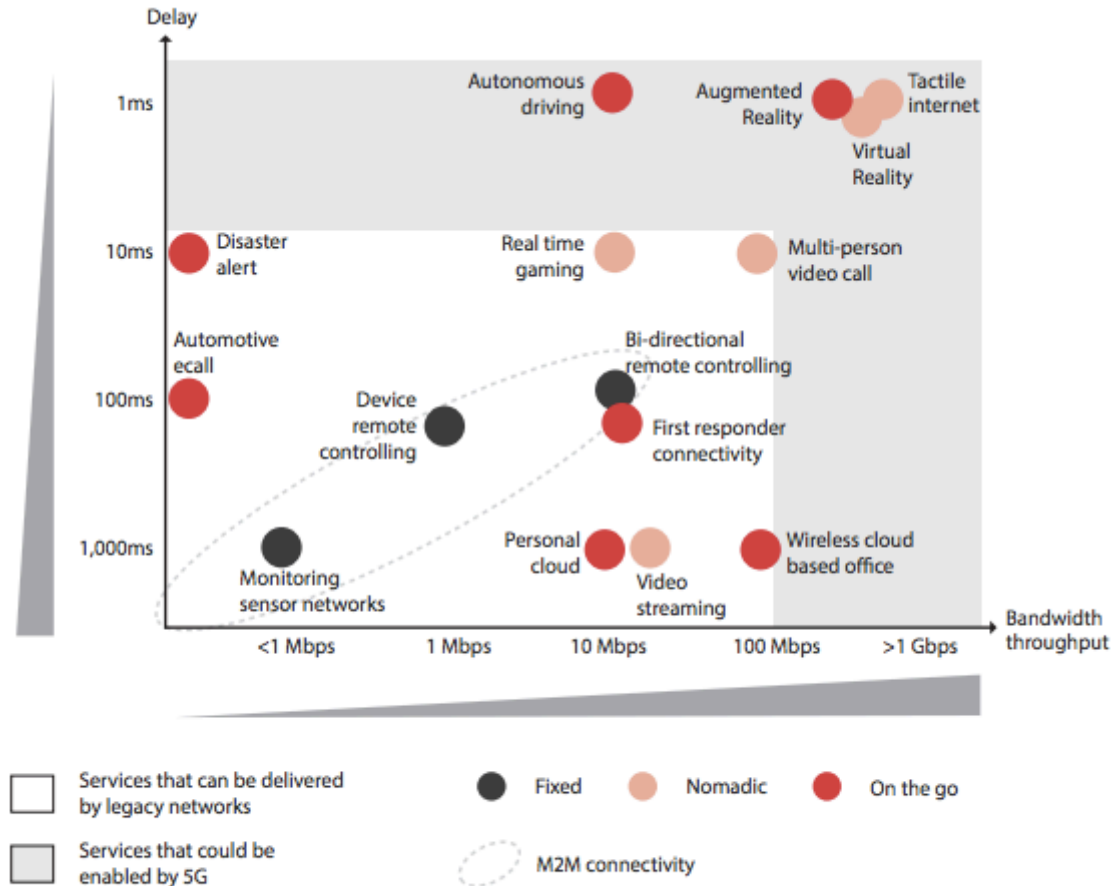 Delay
1ms
Autonomous
driving
Augmented
Reality
Tactile
internet
Virtual
Reality
10ms
Disaster
alert
Real time
gaming
Multi-person
video call
Automotive
ecall
Bi-directional
remote controlling
100ms
Device
remote
controlling
First responder
connectivity
1,000ms
Monitoring
sensor networks
Personal
cloud
Video
streaming
Wireless cloud
based office
Bandwidth
throughput
<1 Mbps
1 Mbps
10 Mbps
100 Mbps
>1 Gbps
Services that can be delivered
by legacy networks
Fixed
Nomadic
On the go
Services that could be
enabled by 5G
M2M connectivity